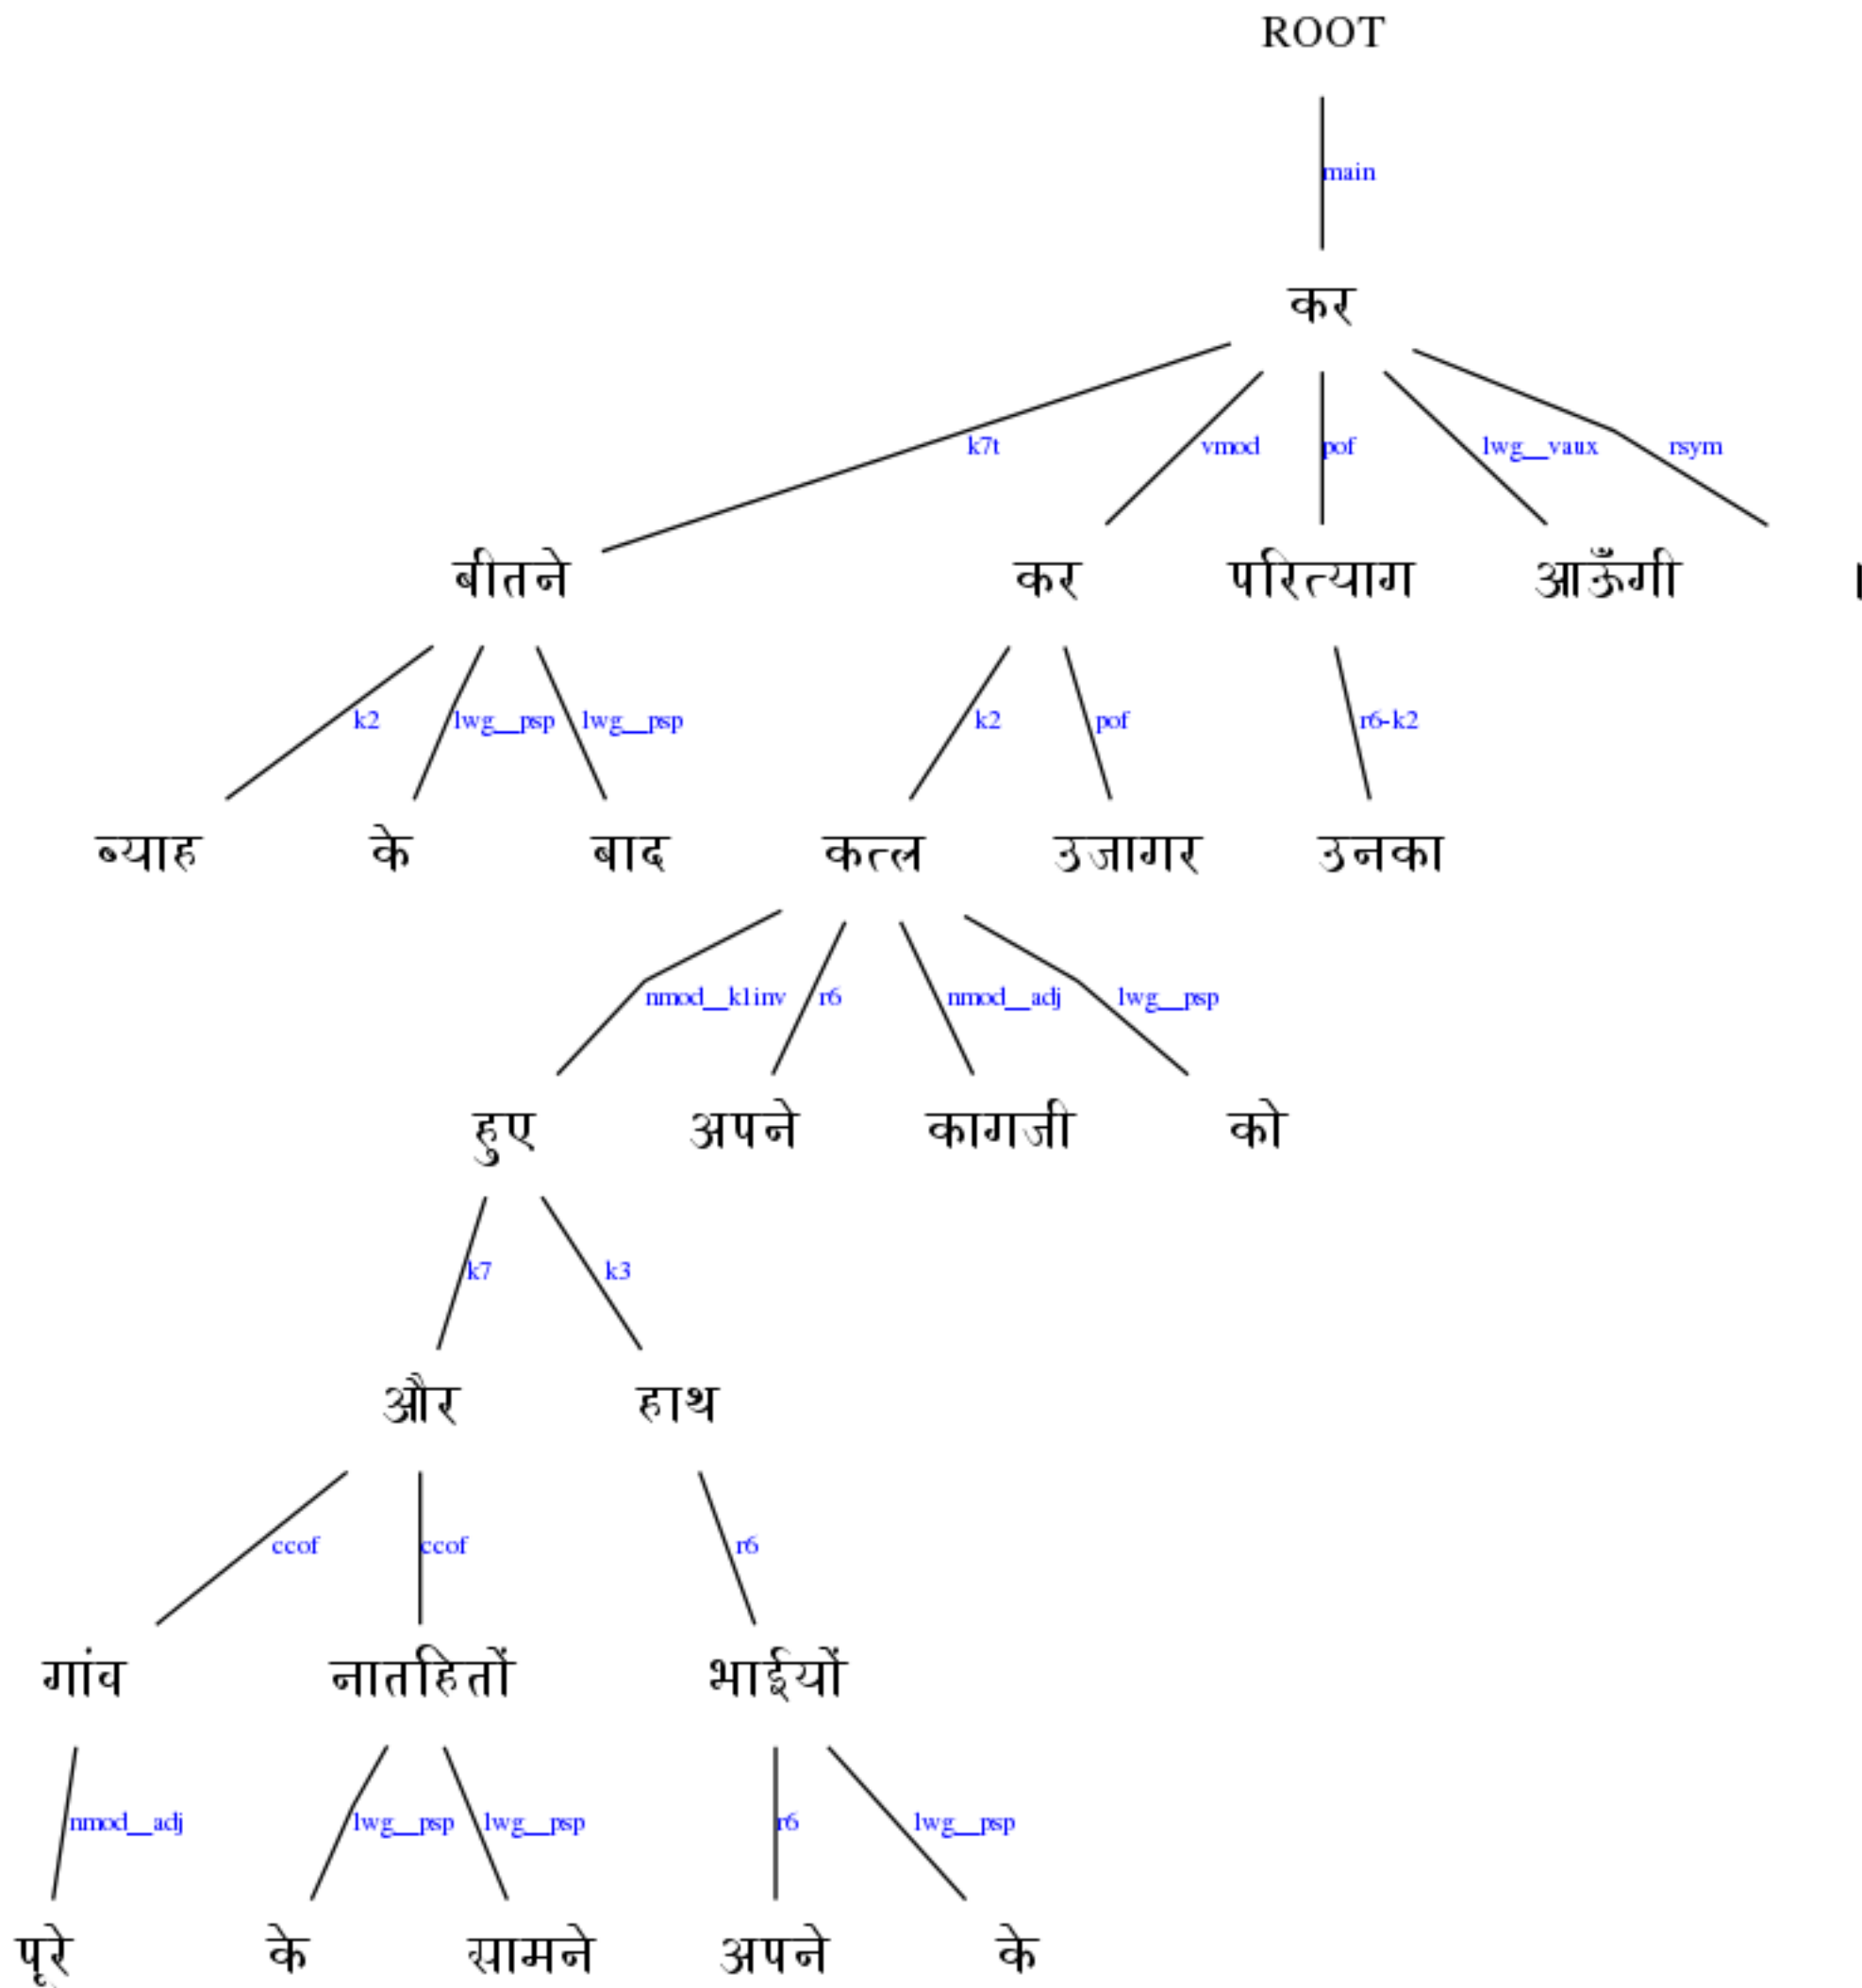 ROOT
main
कर
k7t vmod pof lwg__vaux rsym
बीतने कर परित्याग आऊँगी ।
k2 lwg__psp lwg__psp k2 pof r6-k2
ब्याह के बाद कत्ल उजागर उनका
nmod__k1inv r6 nmod__adj lwg__psp
हुए अपने कागजी को
k7 k3
और हाथ
ccof ccof r6
गांव नातहितों भाईयों
nmod__adj lwg__psp lwg__psp r6 lwg__psp
पूरे के सामने अपने के